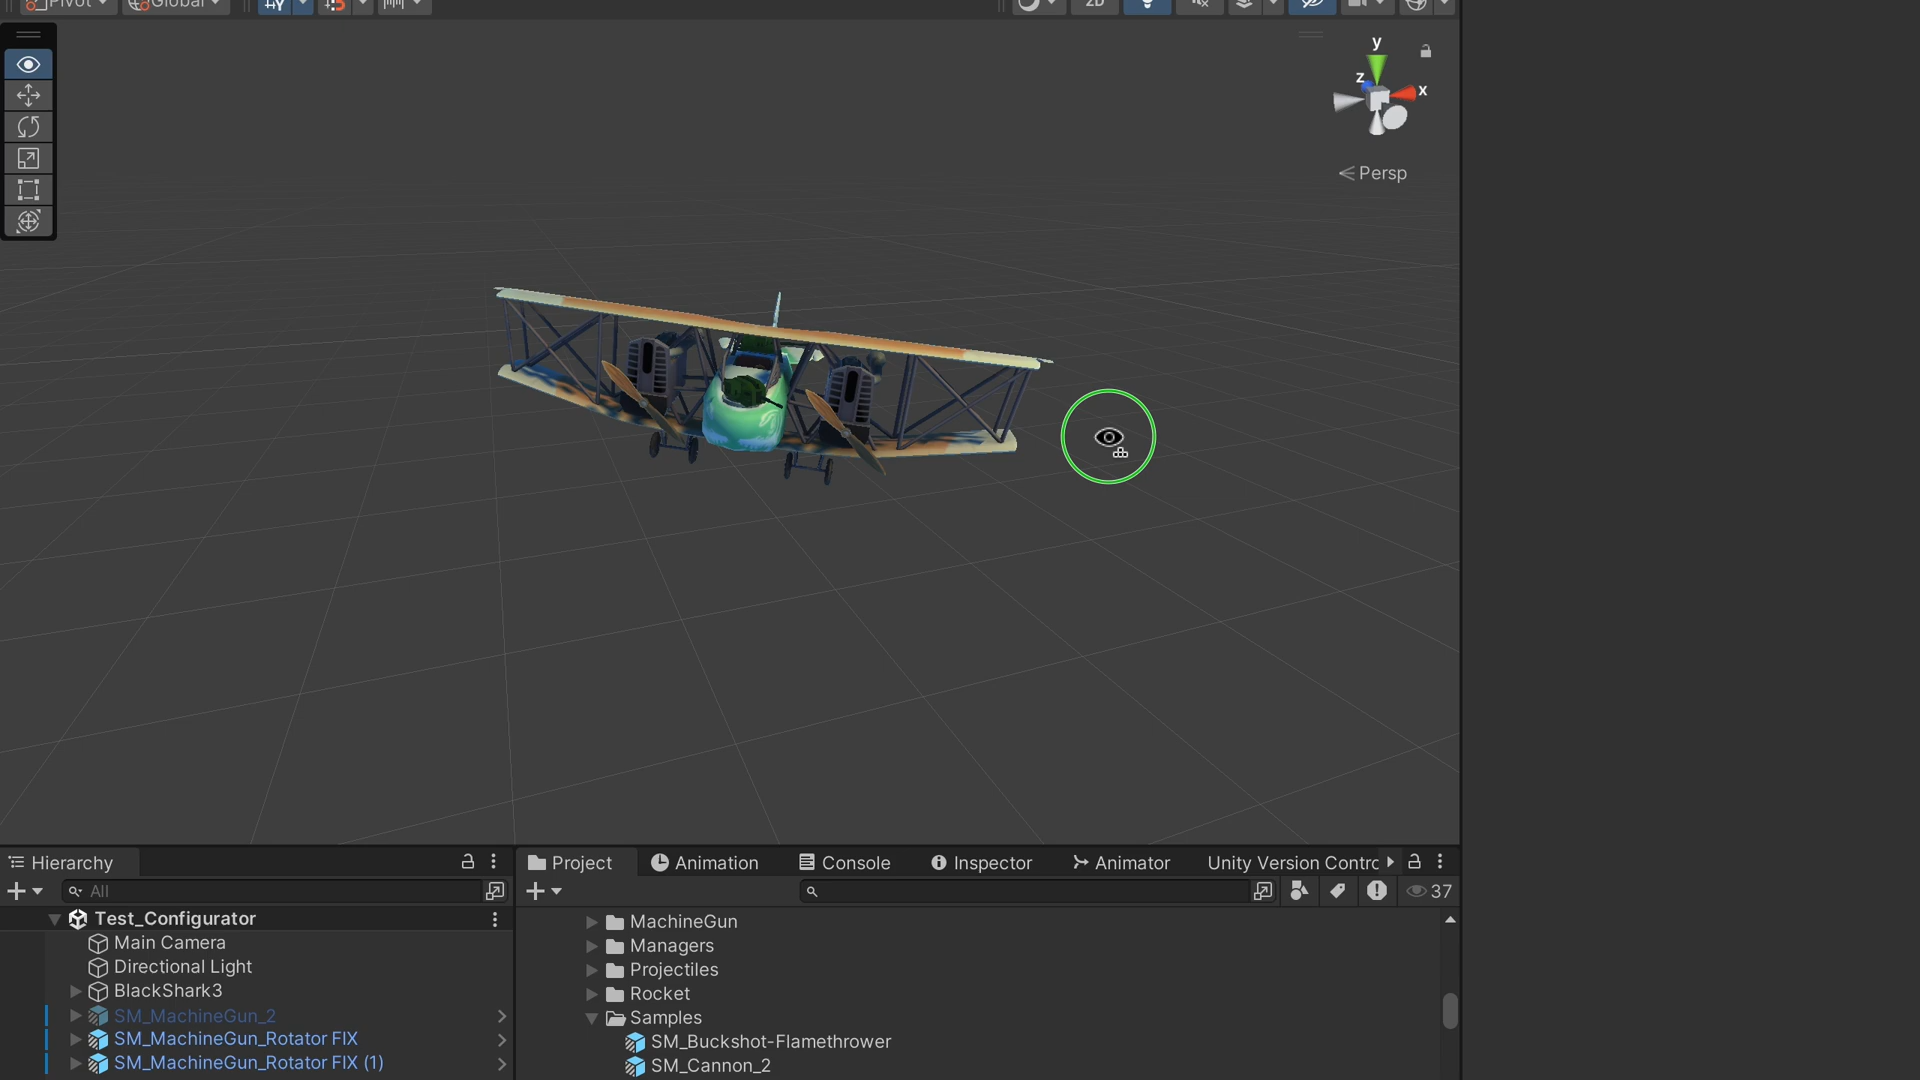 Pivot Global 2D
y
z
x
Persp
Hierarchy
All
Test_Configurator
Main Camera
Directional Light
BlackShark3
SM_MachineGun_2
SM_MachineGun_Rotator FIX
SM_MachineGun_Rotator FIX (1)
Project Animation Console Inspector Animator Unity Version Contrc
37
MachineGun
Managers
Projectiles
Rocket
Samples
SM_Buckshot-Flamethrower
SM_Cannon_2